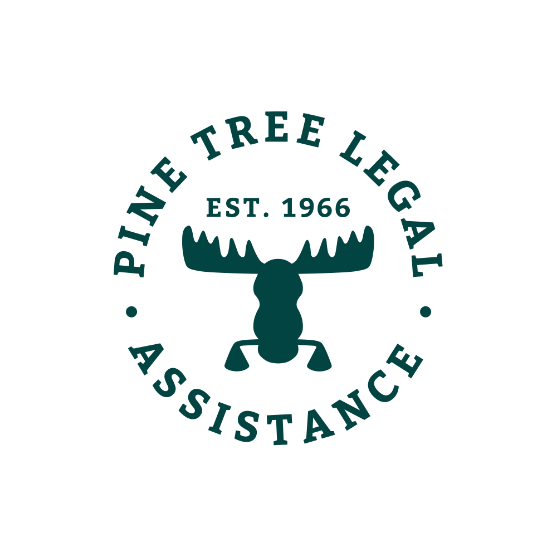 PINE TREE LEGAL
EST. 1966
• ASSISTANCE •